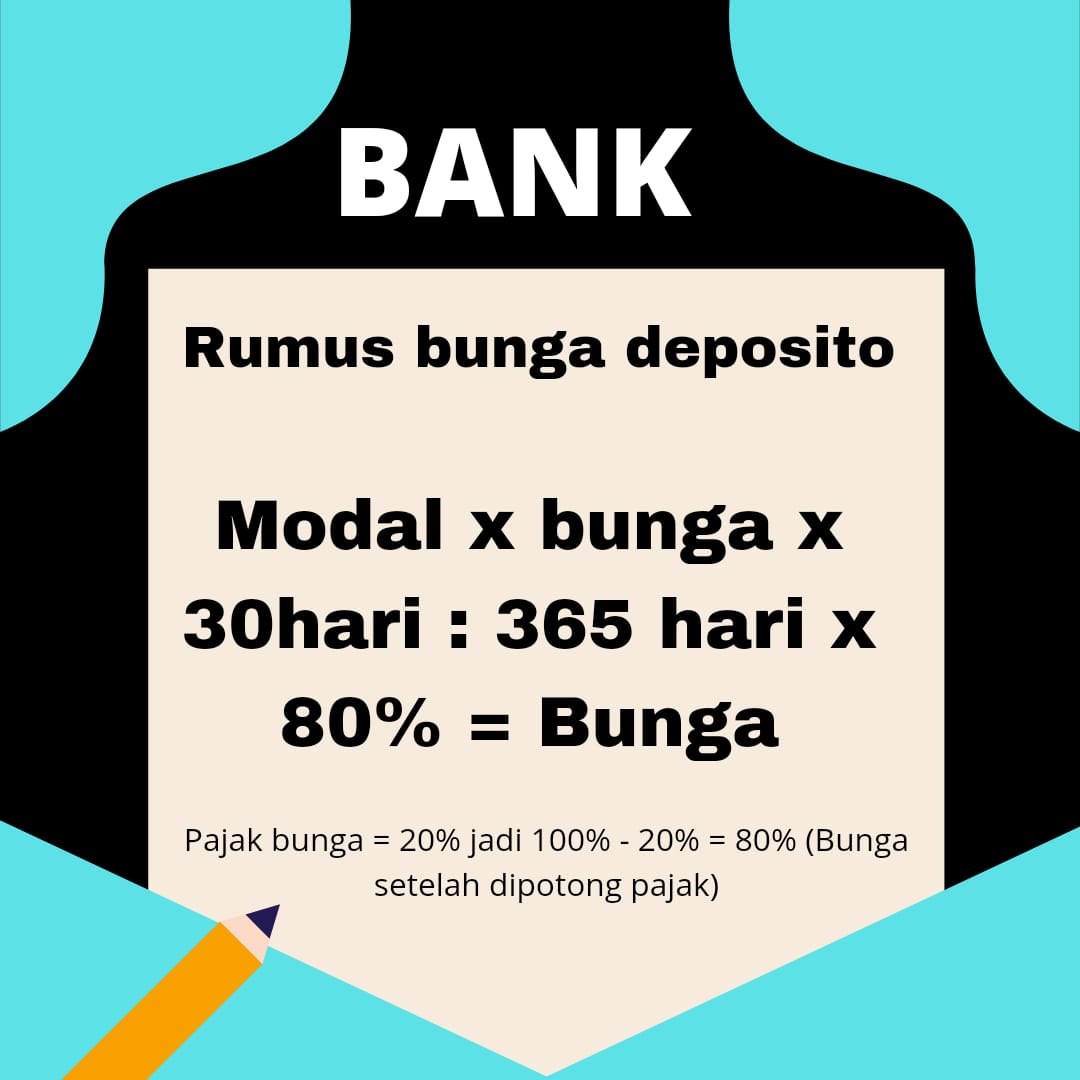 BANK
Rumus bunga deposito
Modal x bunga x
30hari : 365 hari x
80% = Bunga
Pajak bunga = 20% jadi 100% - 20% = 80% (Bunga
setelah dipotong pajak)